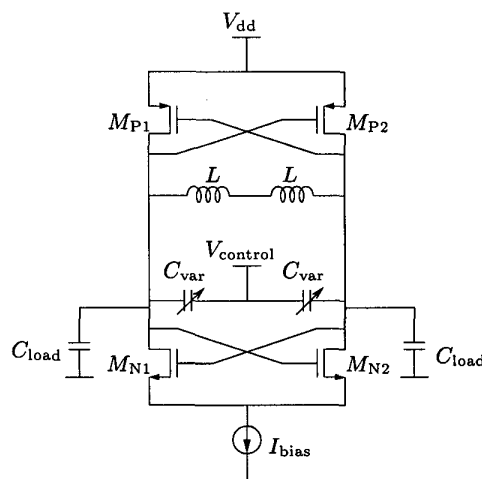 V_dd
M_P1
M_P2
L L
V_control
C_var C_var
C_load M_N1 M_N2 C_load
I_bias